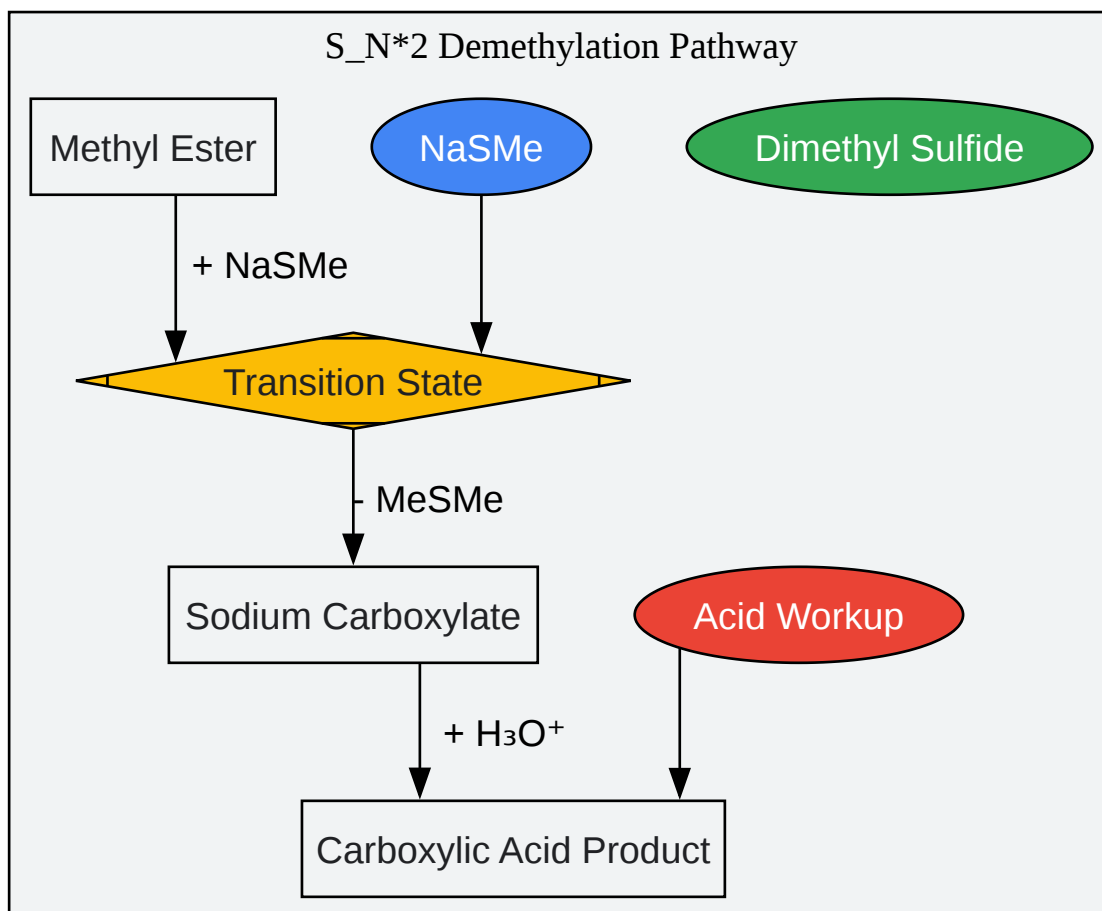 S_N*2 Demethylation Pathway
Methyl Ester
NaSMe
Dimethyl Sulfide
+ NaSMe
Transition State
- MeSMe
Sodium Carboxylate
Acid Workup
+ H₃O⁺
Carboxylic Acid Product